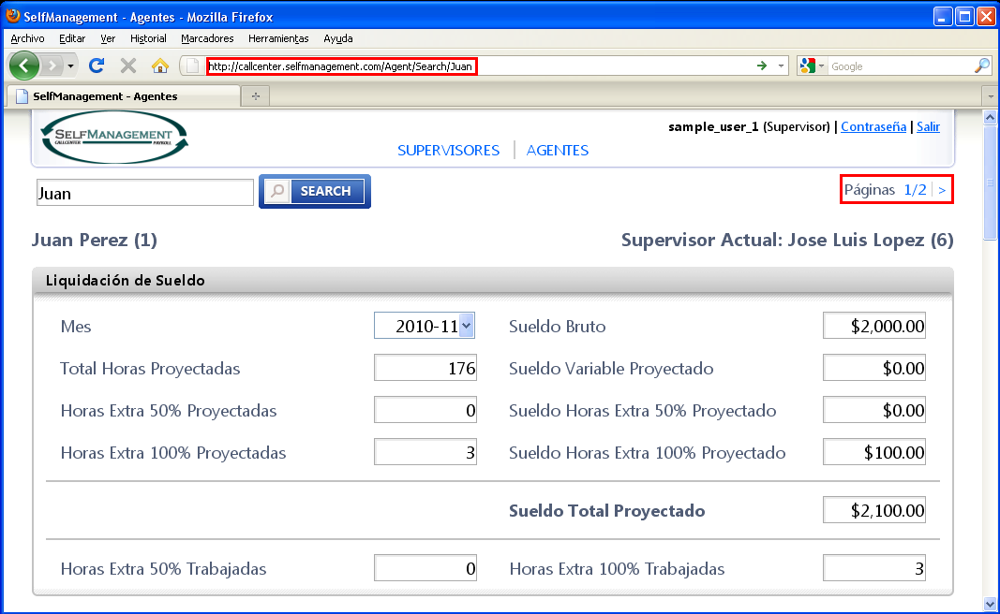 SelfManagement - Agentes - Mozilla Firefox
Archivo Editar Ver Historial Marcadores Herramientas Ayuda
http://callcenter.selfmanagement.com/Agent/Search/Juan
Google
SelfManagement - Agentes
SELFMANAGEMENT
CALLCENTER PAYROLL
sample_user_1 (Supervisor) | Contraseña | Salir
SUPERVISORES | AGENTES
Juan SEARCH
Páginas 1/2 | >
Juan Perez (1) Supervisor Actual: Jose Luis Lopez (6)
Liquidación de Sueldo
Mes 2010-11 Sueldo Bruto $2,000.00
Total Horas Proyectadas 176 Sueldo Variable Proyectado $0.00
Horas Extra 50% Proyectadas 0 Sueldo Horas Extra 50% Proyectado $0.00
Horas Extra 100% Proyectadas 3 Sueldo Horas Extra 100% Proyectado $100.00
Sueldo Total Proyectado $2,100.00
Horas Extra 50% Trabajadas 0 Horas Extra 100% Trabajadas 3